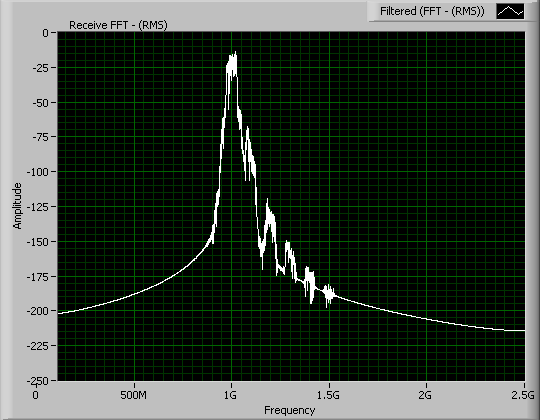 Filtered (FFT - (RMS))
Receive FFT - (RMS)
0
-25
-50
-75
-100
-125
-150
-175
-200
-225
-250
Amplitude
0 500M 1G 1.5G 2G 2.5G
Frequency